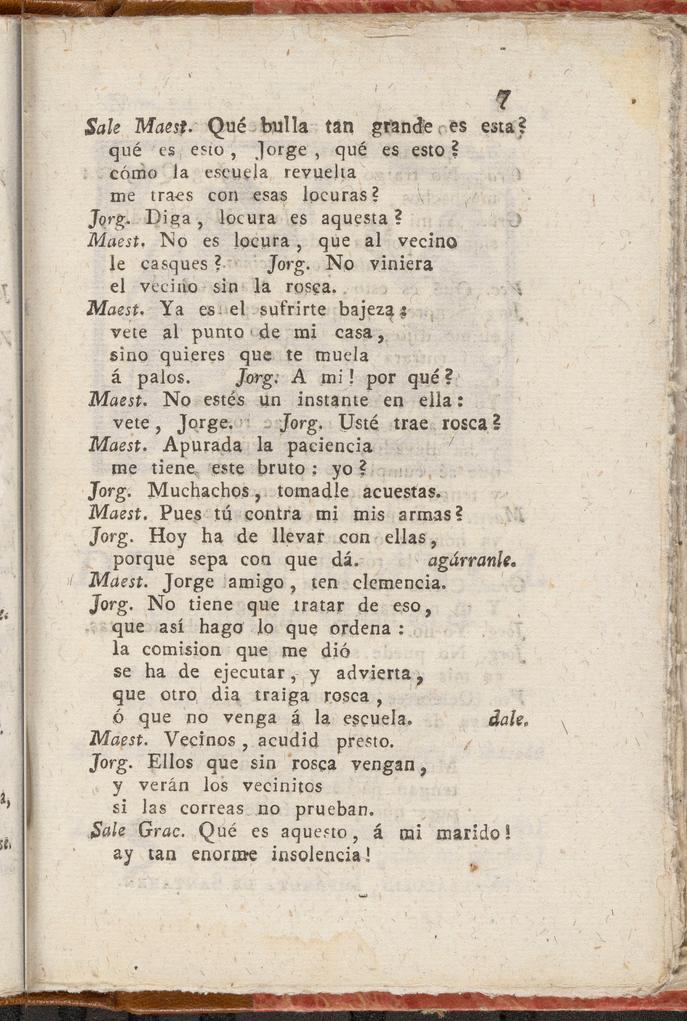 7
Sale Maest. Qué bulla tan grande es esta?
qué es esto, Jorge, qué es esto?
cómo la escuela revuelta
me traes con esas locuras?
Jorg. Diga, locura es aquesta?
Maest. No es locura, que al vecino
le casques? Jorg. No viniera
el vecino sin la rosca.
Maest. Ya es el sufrirte bajeza:
vete al punto de mi casa,
sino quieres que te muela
á palos. Jorg. A mi! por qué?
Maest. No estés un instante en ella:
vete, Jorge. Jorg. Usté trae rosca?
Maest. Apurada la paciencia
me tiene este bruto: yo?
Jorg. Muchachos, tomadle acuestas.
Maest. Pues tú contra mi mis armas?
Jorg. Hoy ha de llevar con ellas,
porque sepa con que dá. agárranle.
Maest. Jorge amigo, ten clemencia.
Jorg. No tiene que tratar de eso,
que así hago lo que ordena:
la comision que me dió
se ha de ejecutar, y advierta,
que otro dia traiga rosca,
ó que no venga á la escuela. dale.
Maest. Vecinos, acudid presto.
Jorg. Ellos que sin rosca vengan,
y verán los vecinitos
si las correas no prueban.
Sale Grac. Qué es aquesto, á mi marido!
ay tan enorme insolencia!